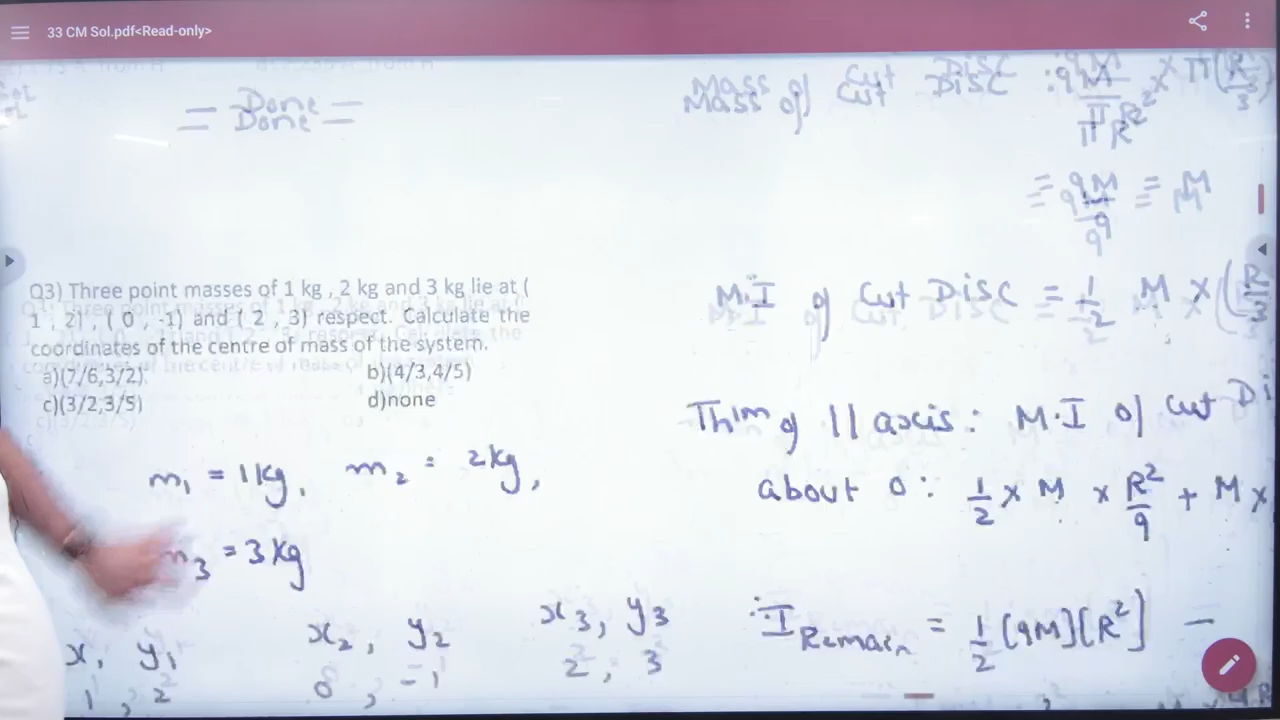 33 CM Sol.pdf<Read-only>
= Done =
Q3) Three point masses of 1 kg , 2 kg and 3 kg lie at (
1 , 2) , ( 0 , -1) and ( 2 , 3) respect. Calculate the
coordinates of the centre of mass of the system.
a)(7/6,3/2) b)(4/3,4/5)
c)(3/2,3/5) d)none
m₁ = 1kg, m₂ = 2kg,
m₃ = 3kg
x, y₁ x₂, y₂ x₃, y₃
1, 2 0, -1 2, 3
Mass of Cut DISC : 9M/πR² × π(R/3)
= 9M/9 = M
M.I of Cut DISC = 1/2 M × (R/3
Thm of || axis: M.I of cut Di
about O: 1/2 × M × R²/9 + M ×
∴ I Remain = 1/2 [9M][R²] -